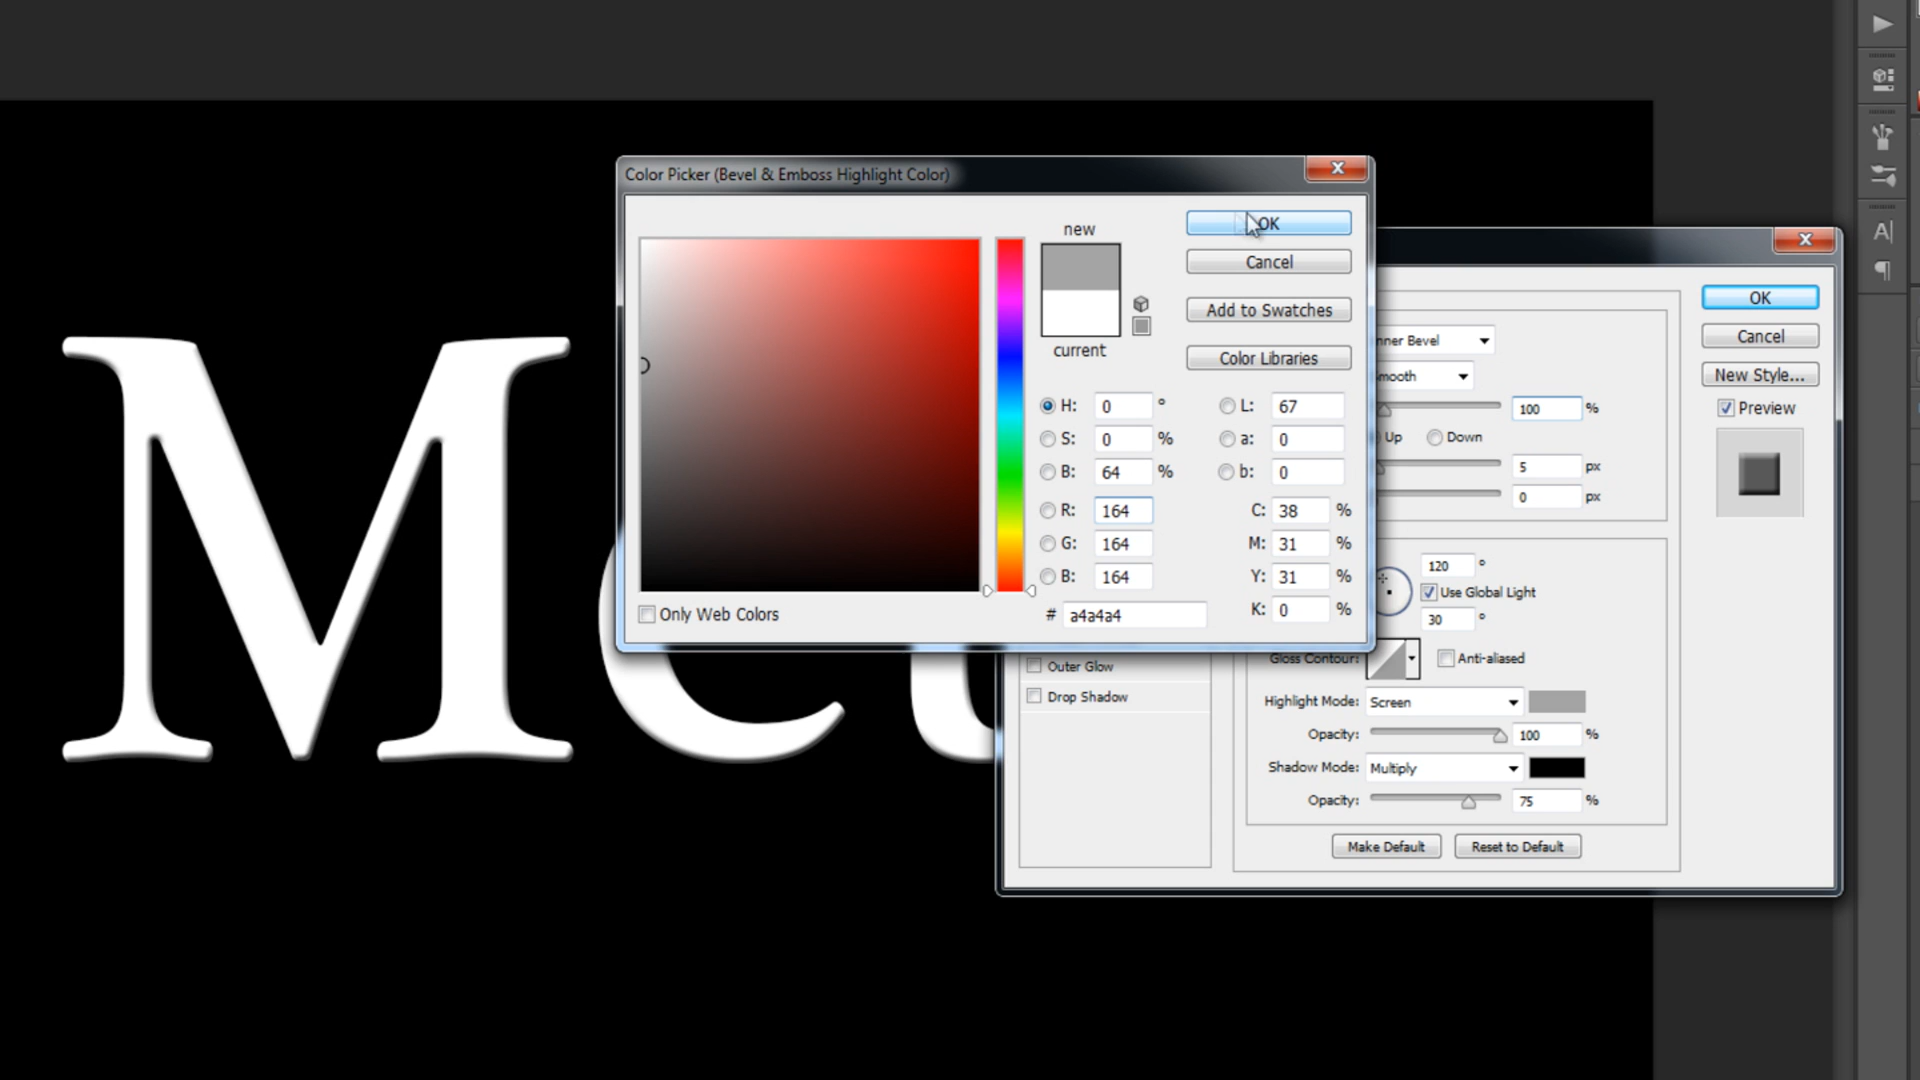 Color Picker (Bevel & Emboss Highlight Color)
new
current
OK
Cancel
Add to Swatches
Color Libraries
H: 0 °
S: 0 %
B: 64 %
R: 164
G: 164
B: 164
# a4a4a4
L: 67
a: 0
b: 0
C: 38 %
M: 31 %
Y: 31 %
K: 0 %
Only Web Colors
nner Bevel
mooth
100 %
Up Down
5 px
0 px
120 °
Use Global Light
30 °
Gloss Contour: Anti-aliased
Highlight Mode: Screen
Opacity: 100 %
Shadow Mode: Multiply
Opacity: 75 %
Make Default Reset to Default
Outer Glow
Drop Shadow
OK
Cancel
New Style...
Preview
A|
¶
M